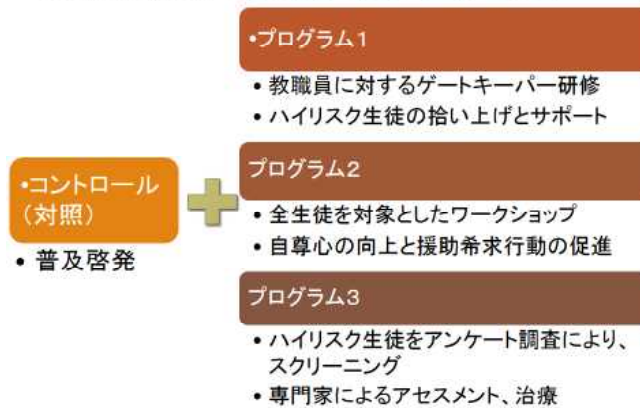 •プログラム1
• 教職員に対するゲートキーパー研修
• ハイリスク生徒の拾い上げとサポート
•コントロール
(対照)
• 普及啓発
プログラム2
• 全生徒を対象としたワークショップ
• 自尊心の向上と援助希求行動の促進
プログラム3
• ハイリスク生徒をアンケート調査により、
スクリーニング
• 専門家によるアセスメント、治療